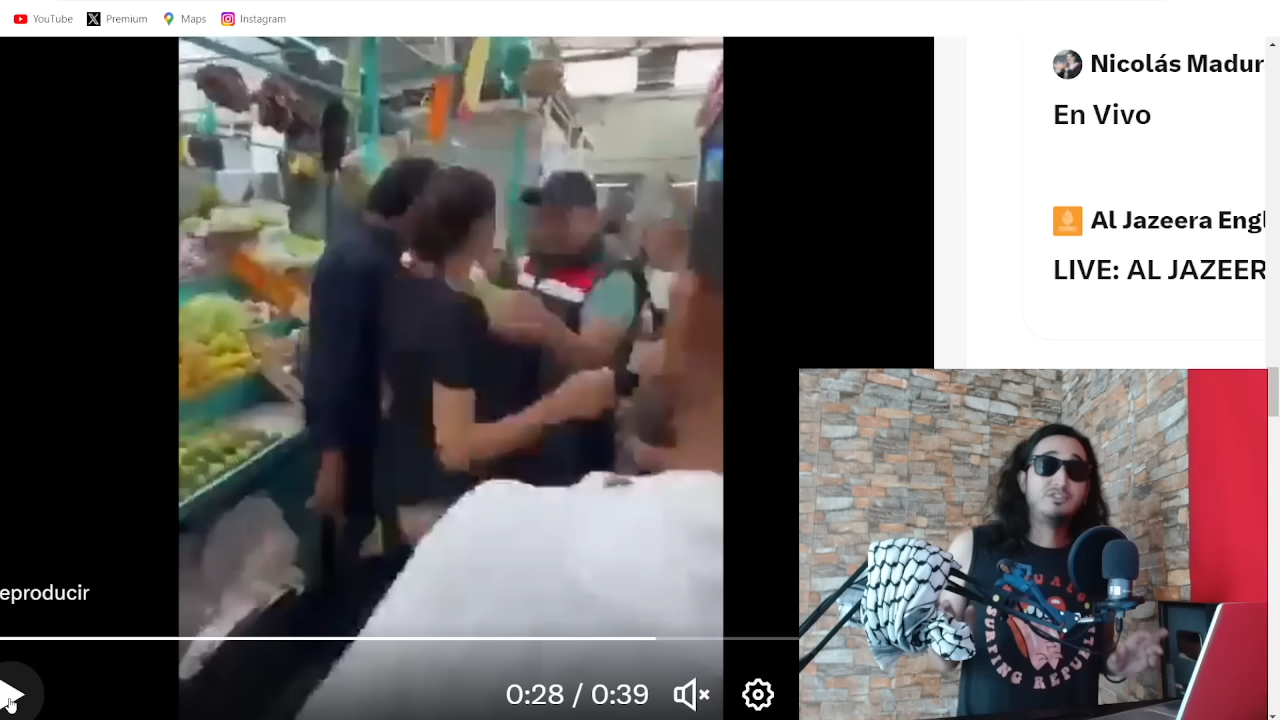 YouTube
Premium
Maps
Instagram
Nicolás Madur
En Vivo
Al Jazeera Engl
LIVE: AL JAZEER
eproducir
0:28 / 0:39
SURFING REPUBL